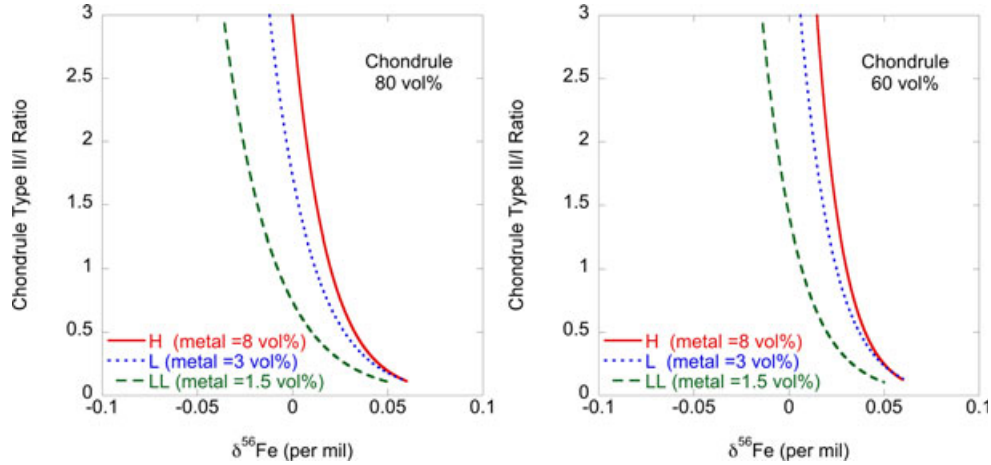 3
2.5
2
1.5
1
0.5
0
Chondrule Type II/I Ratio
Chondrule
80 vol%
H (metal =8 vol%)
L (metal =3 vol%)
LL (metal =1.5 vol%)
-0.1
-0.05
0
0.05
0.1
δ⁵⁶Fe (per mil)
3
2.5
2
1.5
1
0.5
0
Chondrule Type II/I Ratio
Chondrule
60 vol%
H (metal =8 vol%)
L (metal =3 vol%)
LL (metal =1.5 vol%)
-0.1
-0.05
0
0.05
0.1
δ⁵⁶Fe (per mil)